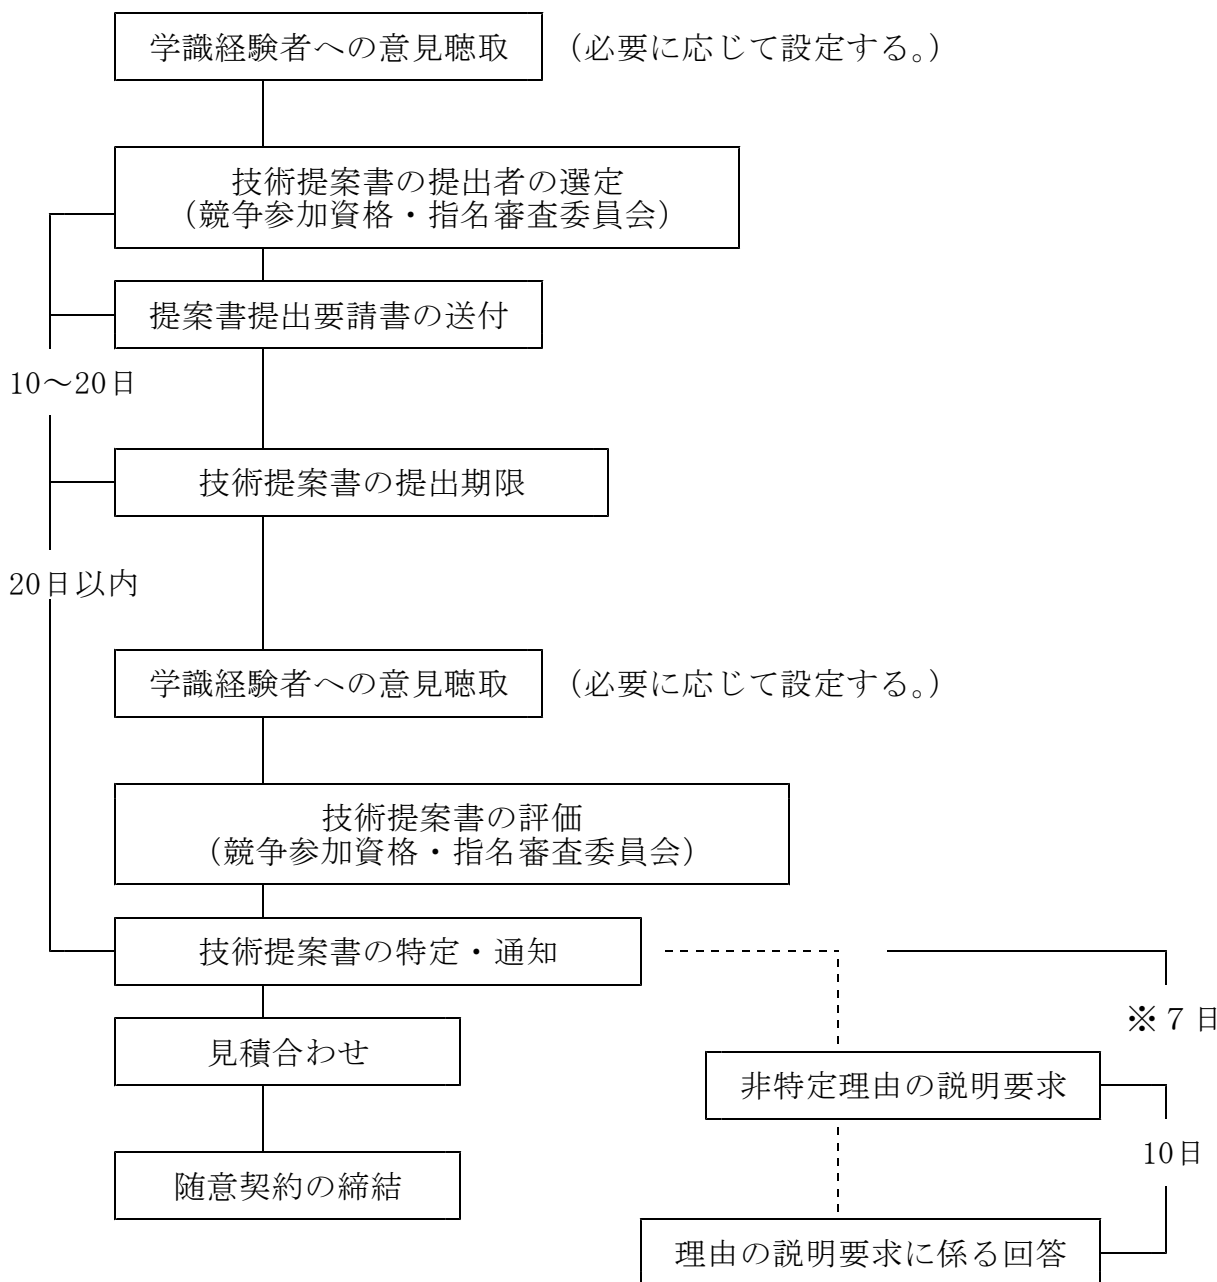 学識経験者への意見聴取 （必要に応じて設定する。）
技術提案書の提出者の選定
（競争参加資格・指名審査委員会）
提案書提出要請書の送付
10～20日
技術提案書の提出期限
20日以内
学識経験者への意見聴取 （必要に応じて設定する。）
技術提案書の評価
（競争参加資格・指名審査委員会）
技術提案書の特定・通知
※７日
見積合わせ
非特定理由の説明要求
10日
随意契約の締結
理由の説明要求に係る回答